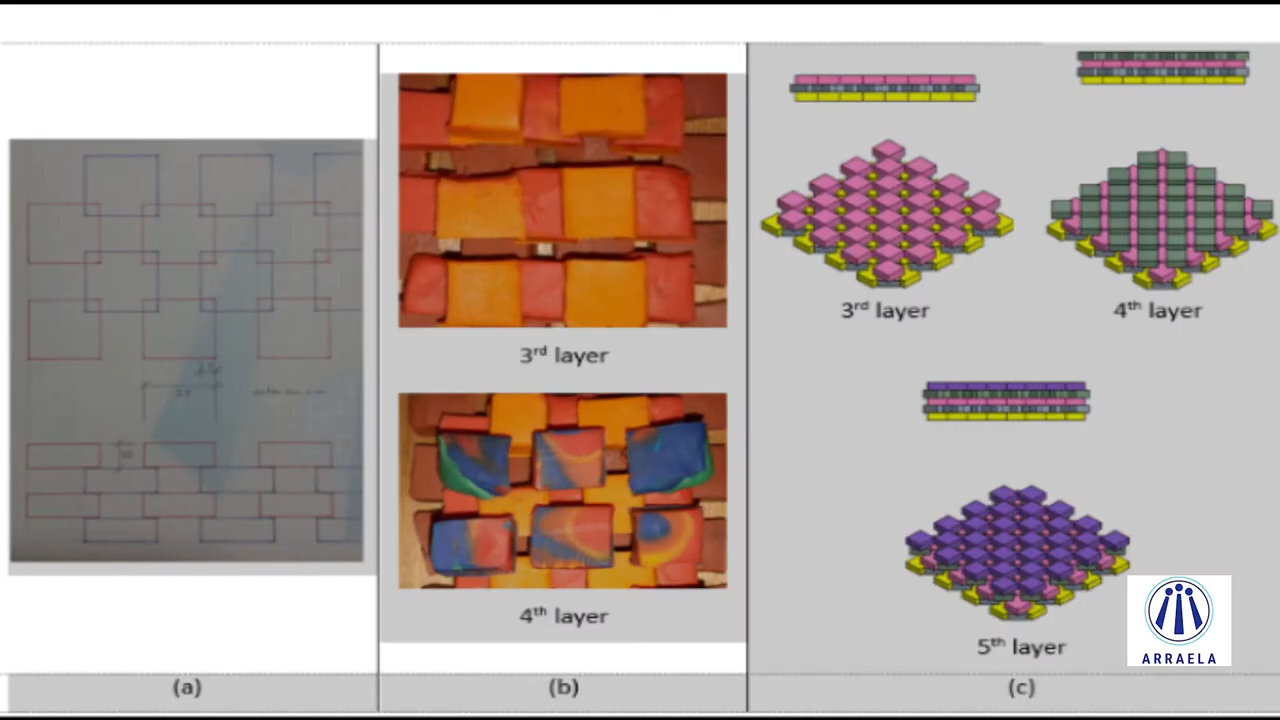 3rd layer
4th layer
(a)
3rd layer
4th layer
5th layer
(b)
(c)
ARRAELA